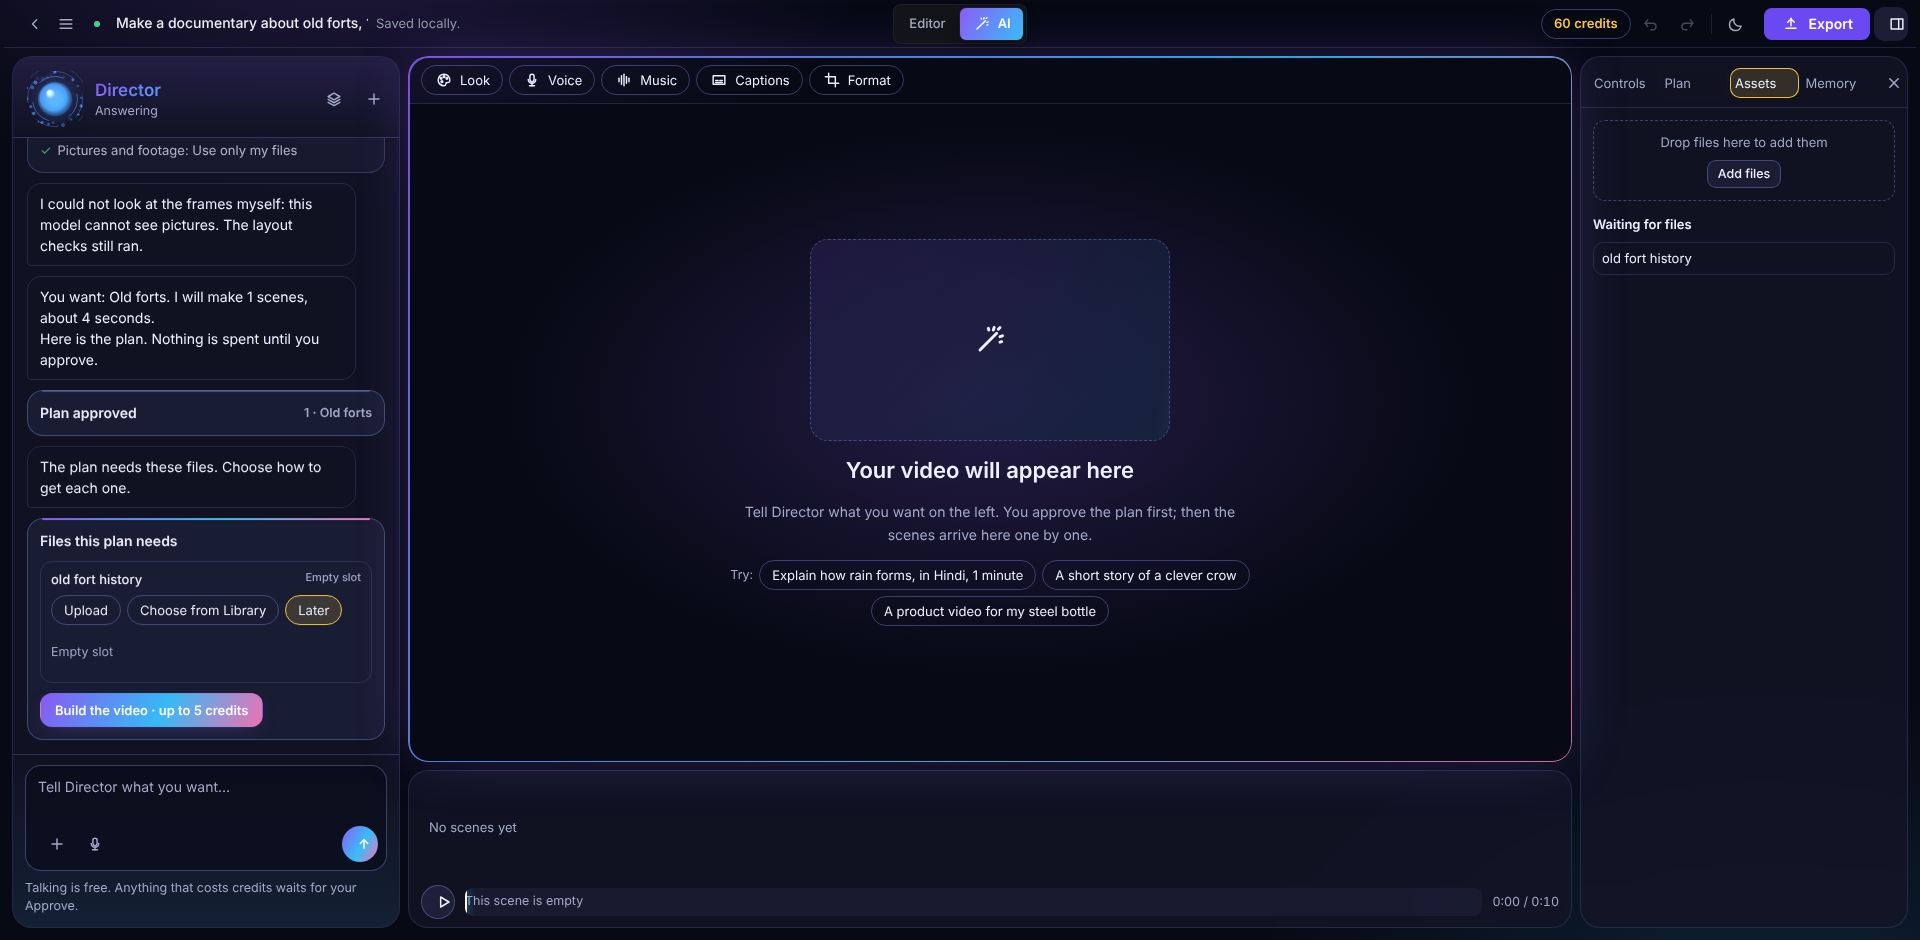 Make a documentary about old forts,
Saved locally.
Editor
AI
60 credits
Export
Director
Answering
Pictures and footage: Use only my files
I could not look at the frames myself: this
model cannot see pictures. The layout
checks still ran.
You want: Old forts. I will make 1 scenes,
about 4 seconds.
Here is the plan. Nothing is spent until you
approve.
Plan approved
1 · Old forts
The plan needs these files. Choose how to
get each one.
Files this plan needs
old fort history
Empty slot
Upload
Choose from Library
Later
Empty slot
Build the video · up to 5 credits
Tell Director what you want...
Talking is free. Anything that costs credits waits for your
Approve.
Look
Voice
Music
Captions
Format
Your video will appear here
Tell Director what you want on the left. You approve the plan first; then the
scenes arrive here one by one.
Try:
Explain how rain forms, in Hindi, 1 minute
A short story of a clever crow
A product video for my steel bottle
No scenes yet
This scene is empty
0:00 / 0:10
Controls
Plan
Assets
Memory
Drop files here to add them
Add files
Waiting for files
old fort history